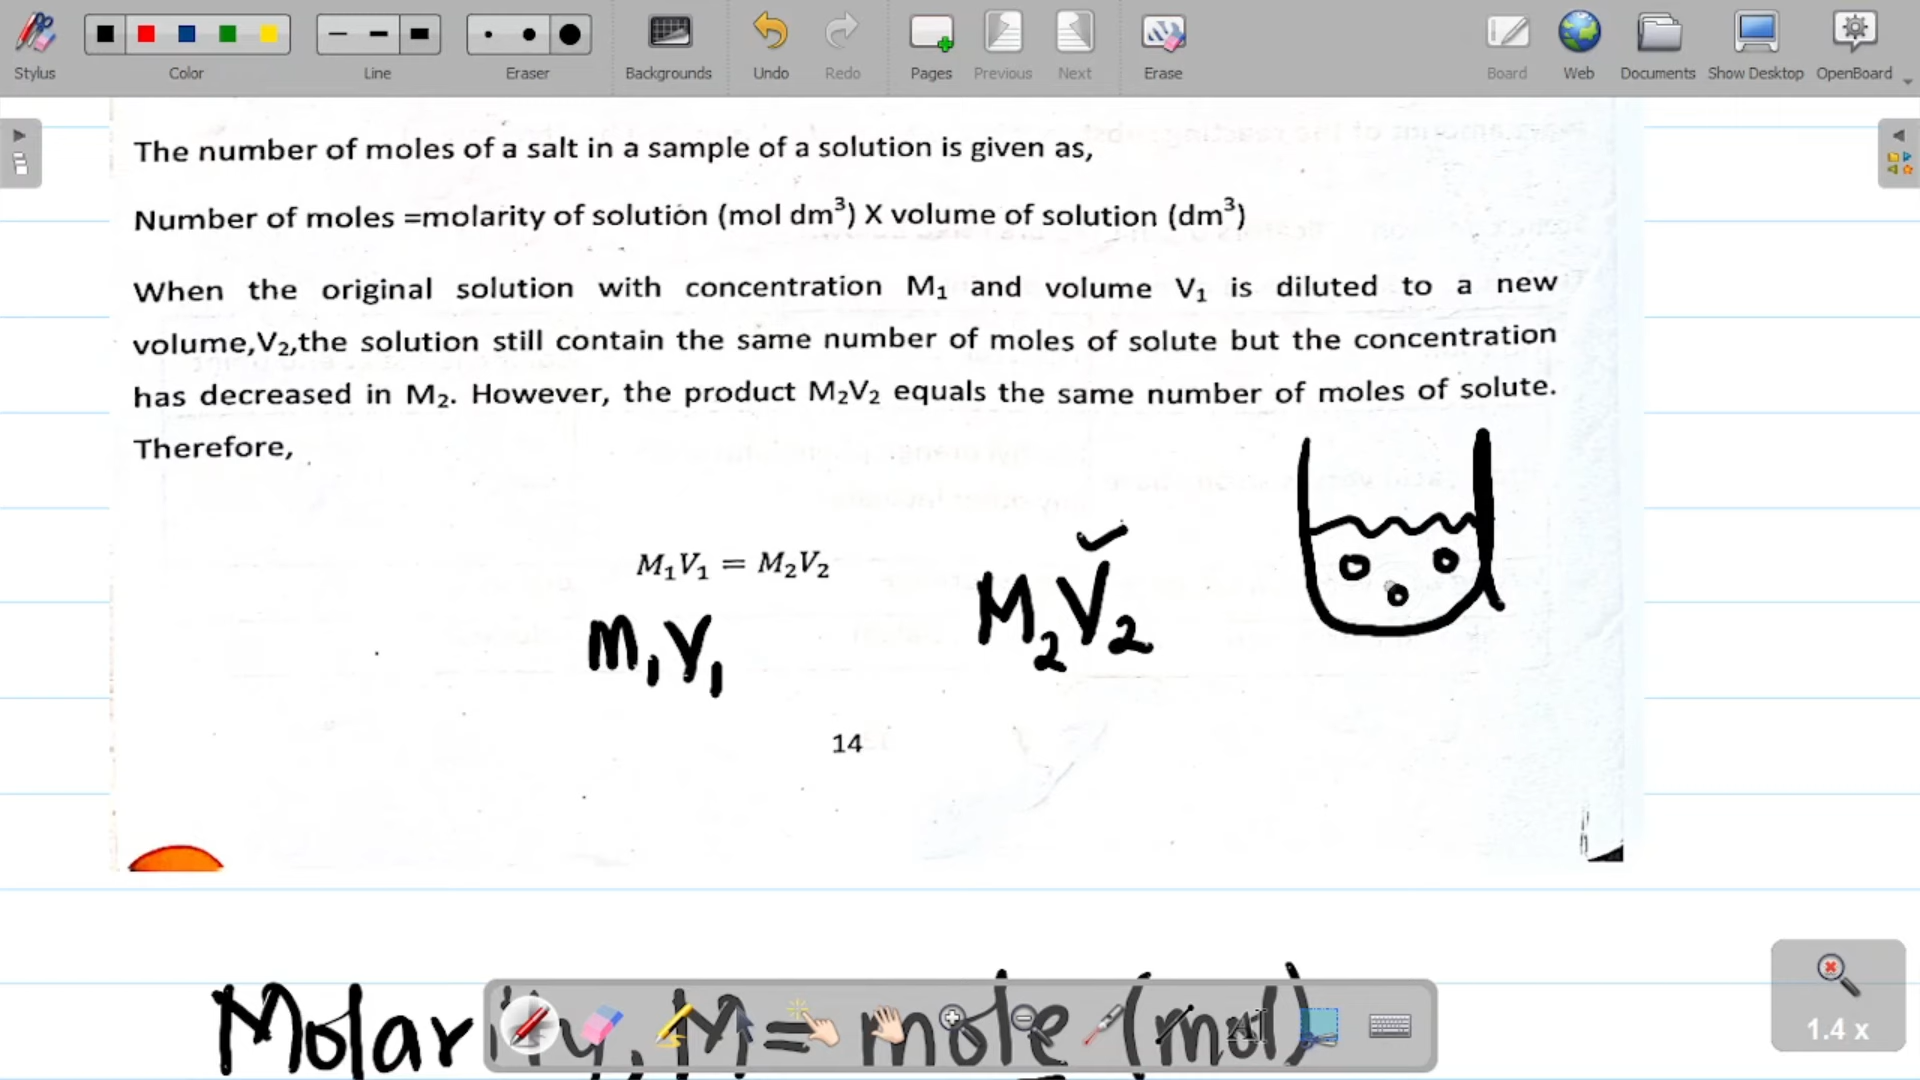 Stylus Color Line Eraser Backgrounds Undo Redo Pages Previous Next Erase Board Web Documents Show Desktop OpenBoard
The number of moles of a salt in a sample of a solution is given as,
Number of moles =molarity of solution (mol dm³) X volume of solution (dm³)
When the original solution with concentration M₁ and volume V₁ is diluted to a new
volume,V₂,the solution still contain the same number of moles of solute but the concentration
has decreased in M₂. However, the product M₂V₂ equals the same number of moles of solute.
Therefore,
M₁V₁ = M₂V₂
M₁V₁ M₂V₂
14
Molarity, M = mole (mol)
1.4 x